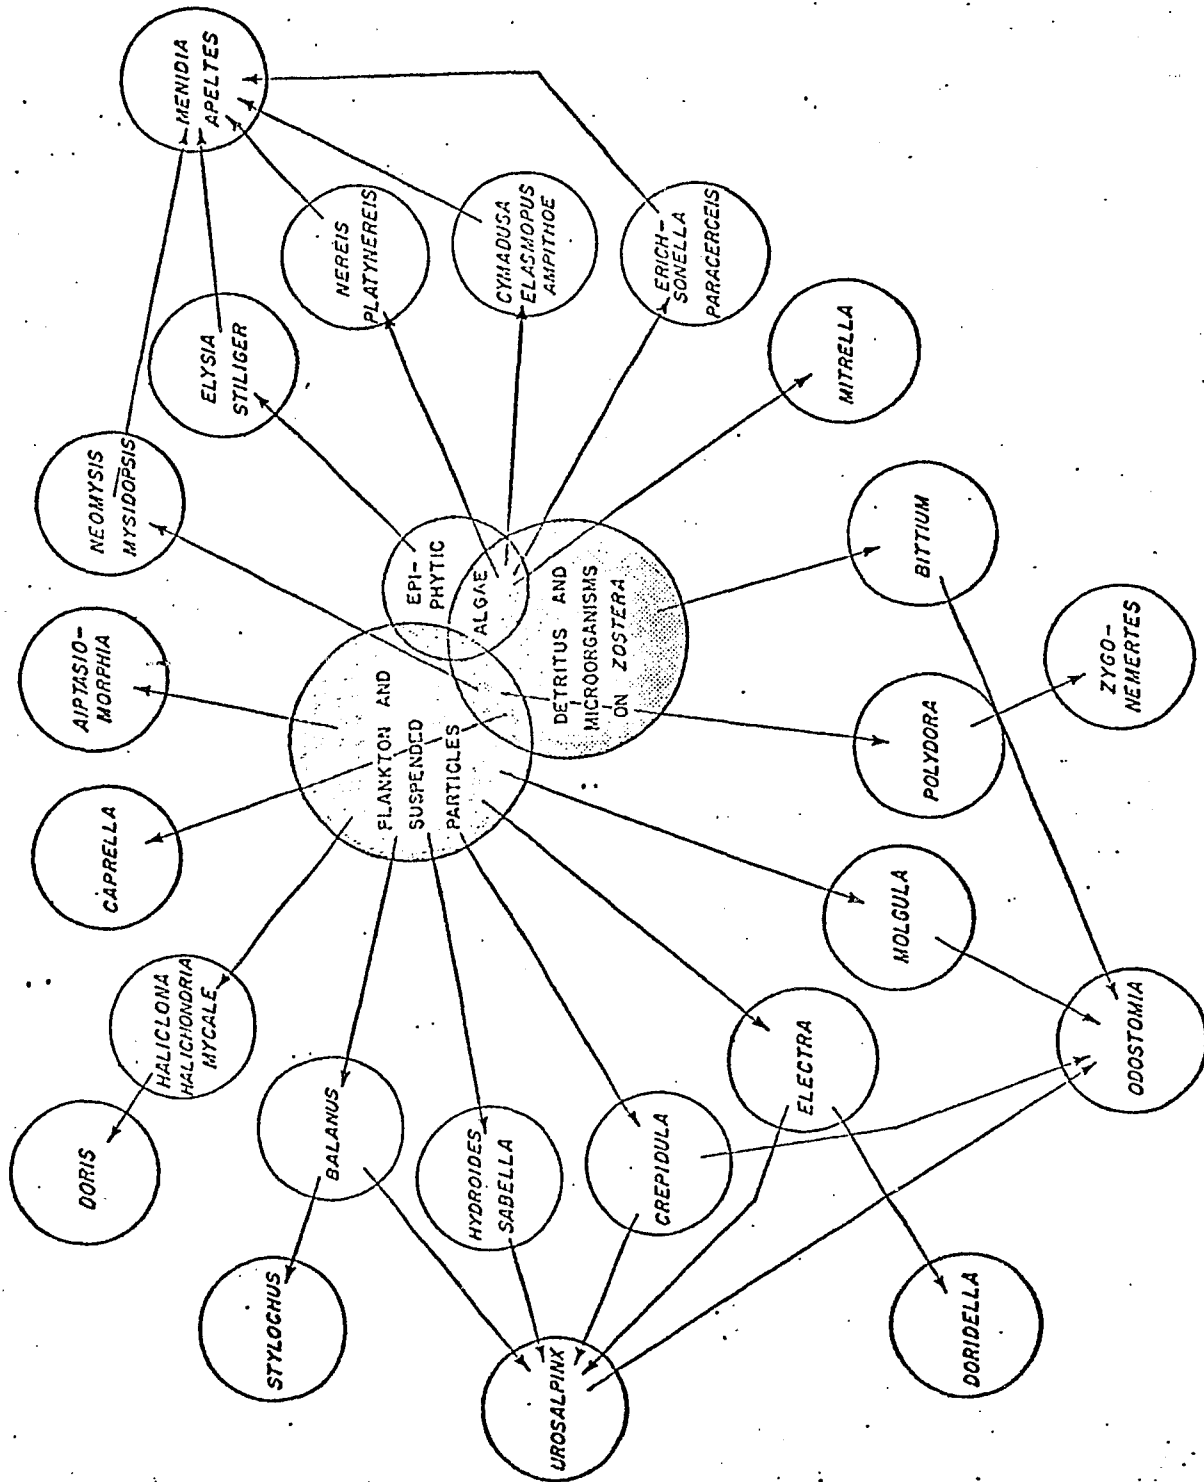 MENIDIA
APELTES
NEREIS
PLATYNEREIS
CYMADUSA
ELASMOPUS
AMPITHOE
ERICH-
SONELLA
PARACERCEIS
ELYSIA
STILIGER
MITRELLA
NEOMYSIS
MYSIDOPSIS
EPI-
PHYTIC
ALGAE
DETRITUS AND
MICROORGANISMS
ON ZOSTERA
BITTIUM
AIPTASIO-
MORPHIA
PLANKTON AND
SUSPENDED
PARTICLES
POLYDORA
ZYGO-
NEMERTES
CAPRELLA
MOLGULA
HALICLONA
HALICHONDRIA
MYCALE
ELECTRA
ODOSTOMIA
DORIS
BALANUS
HYDROIDES
SABELLA
CREPIDULA
STYLOCHUS
UROSALPINX
DORIDELLA